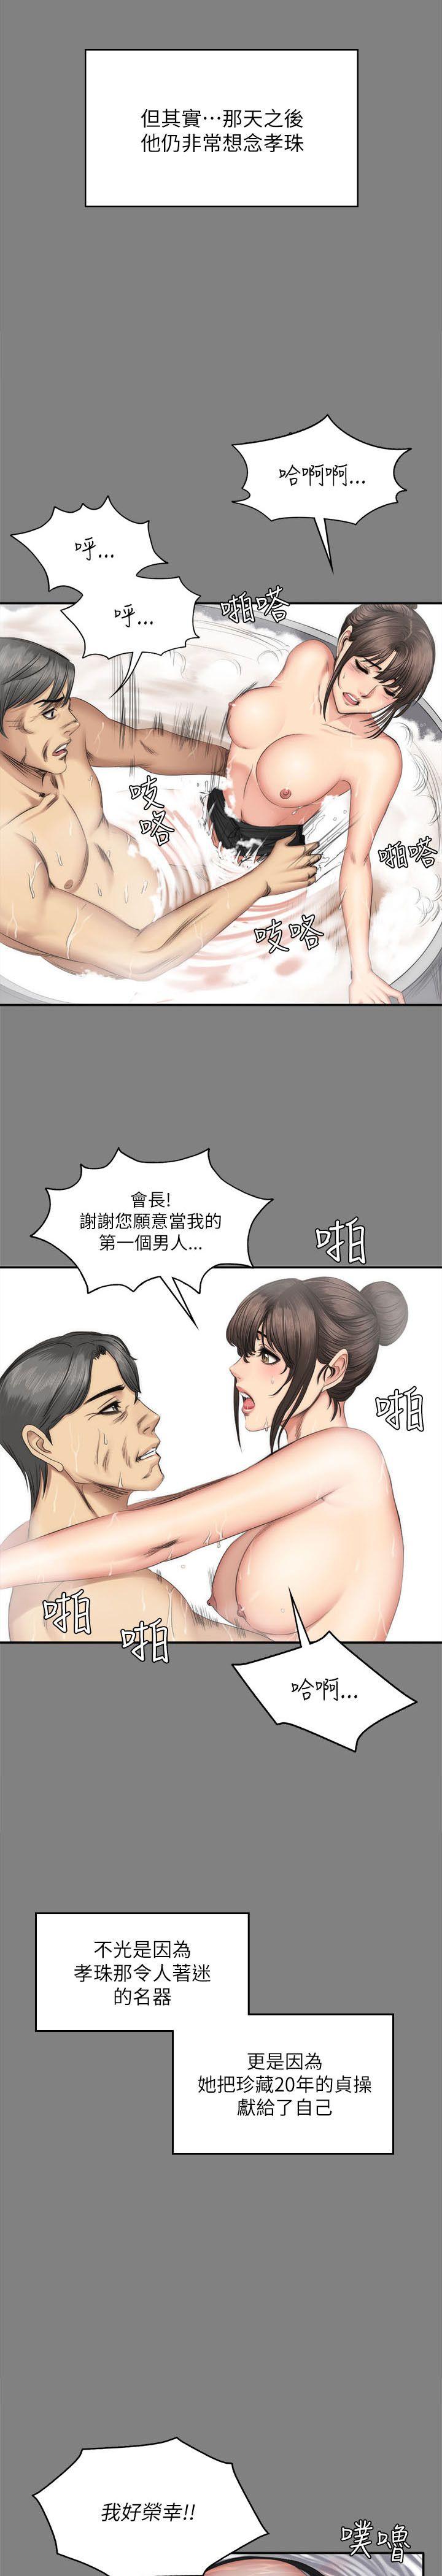 但其實…那天之後
他仍非常想念孝珠
哈啊啊…
呼…
呼…
啪嗒
吱咯
啪嗒
吱咯
會長!
謝謝您願意當我的
第一個男人…
啪
啪
啪
啪
哈啊…
不光是因為
孝珠那令人著迷
的名器
更是因為
她把珍藏20年的貞操
獻給了自己
我好榮幸!!
噗嚕